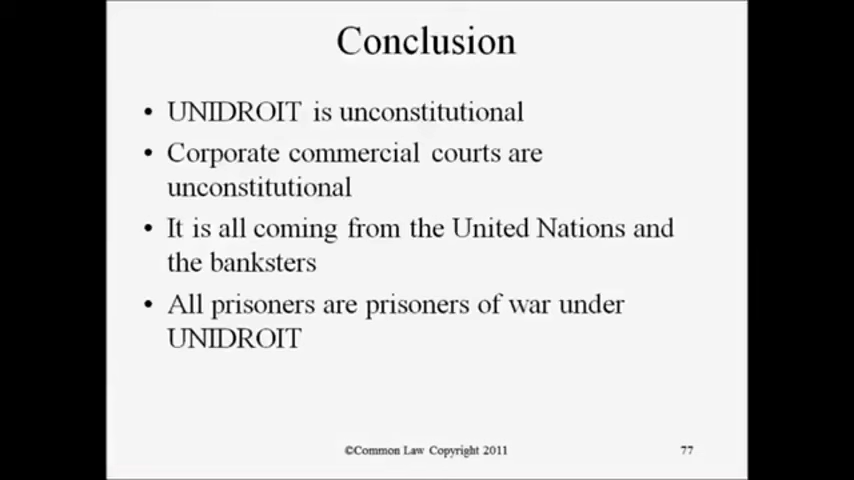 Conclusion
• UNIDROIT is unconstitutional
• Corporate commercial courts are
unconstitutional
• It is all coming from the United Nations and
the banksters
• All prisoners are prisoners of war under
UNIDROIT
©Common Law Copyright 2011
77